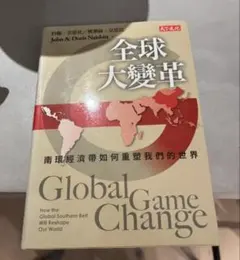 John & Doris Naisbitt
全球
大變革
南環經濟帶如何重塑我們的世界
Global Game
Change
How the
Global Southern Belt
Will Reshape
Our World